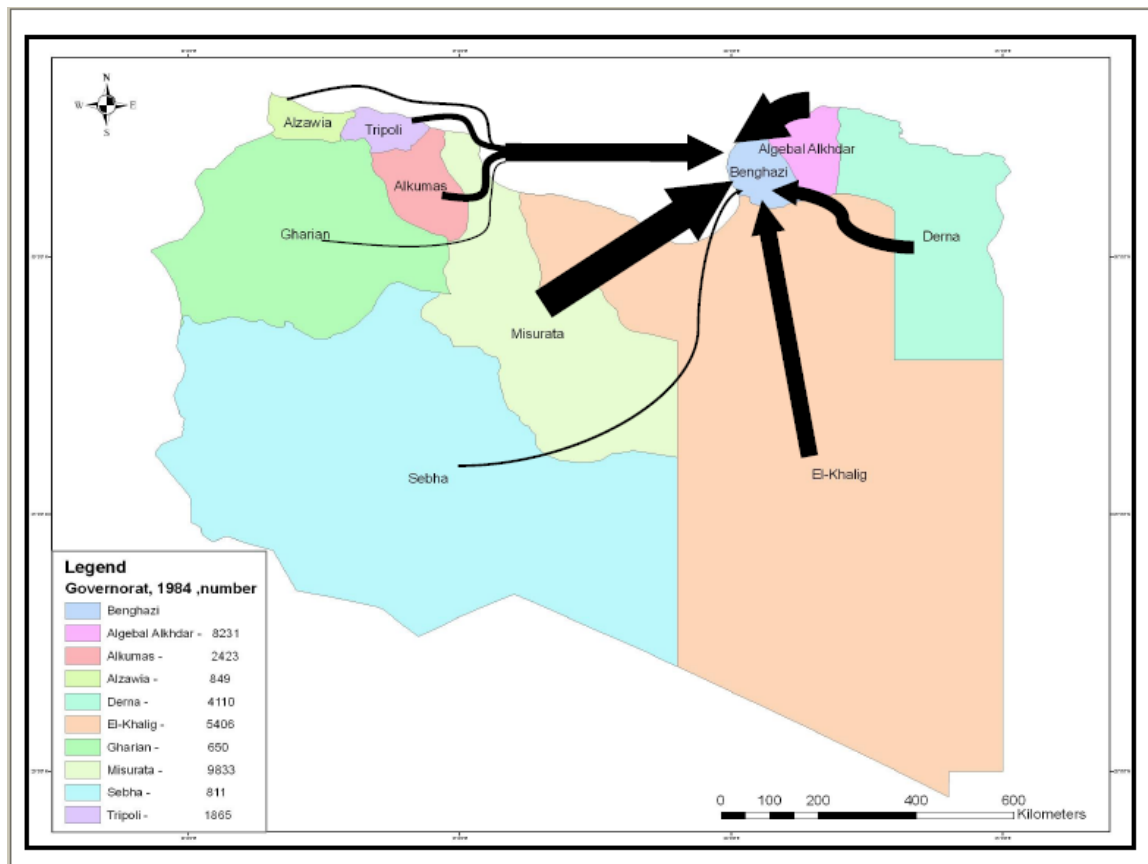 N
W E
S
Alzawia
Tripoli
Alkumas
Gharian
Algebal Alkhdar
Benghazi
Derna
Misurata
Sebha
El-Khalig
Legend
Governorat, 1984 ,number
Benghazi
Algebal Alkhdar - 8231
Alkumas - 2423
Alzawia - 849
Derna - 4110
El-Khalig - 5406
Gharian - 650
Misurata - 9833
Sebha - 811
Tripoli - 1865
0 100 200 400 600
Kilometers